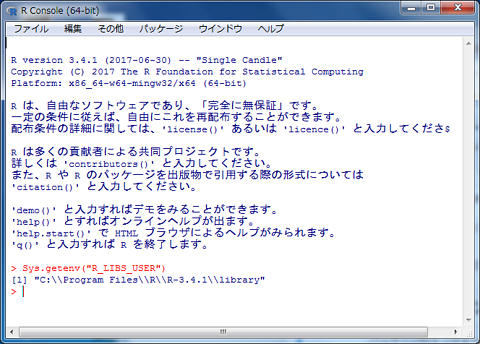 R Console (64-bit)
ファイル 編集 その他 パッケージ ウインドウ ヘルプ
R version 3.4.1 (2017-06-30) -- "Single Candle"
Copyright (C) 2017 The R Foundation for Statistical Computing
Platform: x86_64-w64-mingw32/x64 (64-bit)
R は、自由なソフトウェアであり、「完全に無保証」です。
一定の条件に従えば、自由にこれを再配布することができます。
配布条件の詳細に関しては、'license()' あるいは 'licence()' と入力してくださ$
R は多くの貢献者による共同プロジェクトです。
詳しくは 'contributors()' と入力してください。
また、R や R のパッケージを出版物で引用する際の形式については
'citation()' と入力してください。
'demo()' と入力すればデモをみることができます。
'help()' とすればオンラインヘルプが出ます。
'help.start()' で HTML ブラウザによるヘルプがみられます。
'q()' と入力すれば R を終了します。
> Sys.getenv("R_LIBS_USER")
[1] "C:\\Program Files\\R\\R-3.4.1\\library"
>